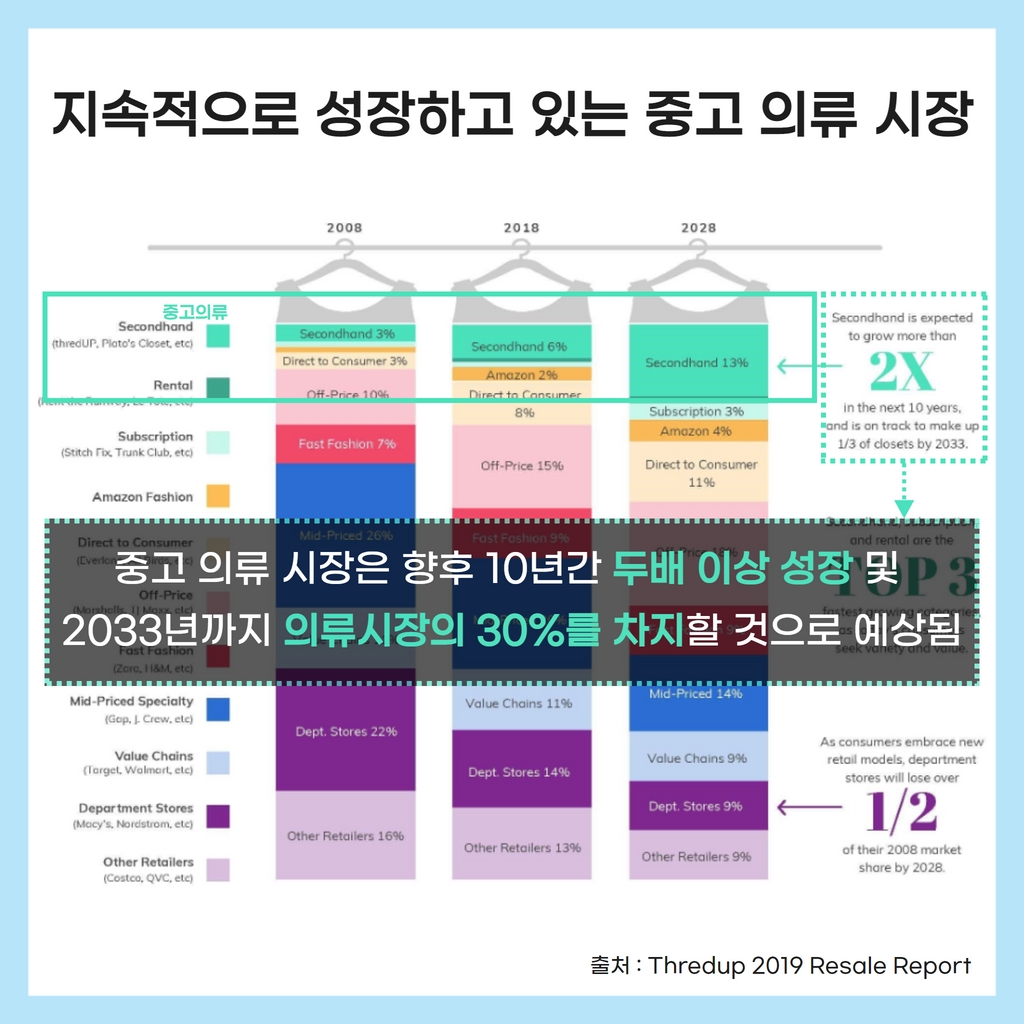 지속적으로 성장하고 있는 중고 의류 시장
2008
2018
2028
중고의류
Secondhand
(thredUP, Plato's Closet, etc)
Rental
(Rent the Runway, Le Tote, etc)
Subscription
(Stitch Fix, Trunk Club, etc)
Amazon Fashion
Direct to Consumer
Off-Price
Fast Fashion
(Zara, H&M, etc)
Mid-Priced Specialty
(Gap, J. Crew, etc)
Value Chains
(Target, Walmart, etc)
Department Stores
(Macy's, Nordstrom, etc)
Other Retailers
(Costco, QVC, etc)
Secondhand 3%
Direct to Consumer 3%
Off-Price 10%
Fast Fashion 7%
Mid-Priced 26%
Dept. Stores 22%
Other Retailers 16%
Secondhand 6%
Amazon 2%
Direct to Consumer
8%
Off-Price 15%
Fast Fashion 9%
Value Chains 11%
Dept. Stores 14%
Other Retailers 13%
Secondhand 13%
Subscription 3%
Amazon 4%
Direct to Consumer
11%
Mid-Priced 14%
Value Chains 9%
Dept. Stores 9%
Other Retailers 9%
Secondhand is expected
to grow more than
2X
in the next 10 years,
and is on track to make up
1/3 of closets by 2033.
Secondhand, subscription,
and rental are the
TOP 3
fastest growing categories
seek variety and value.
중고 의류 시장은 향후 10년간 두배 이상 성장 및
2033년까지 의류시장의 30%를 차지할 것으로 예상됨
As consumers embrace new
retail models, department
stores will lose over
1/2
of their 2008 market
share by 2028.
출처 : Thredup 2019 Resale Report